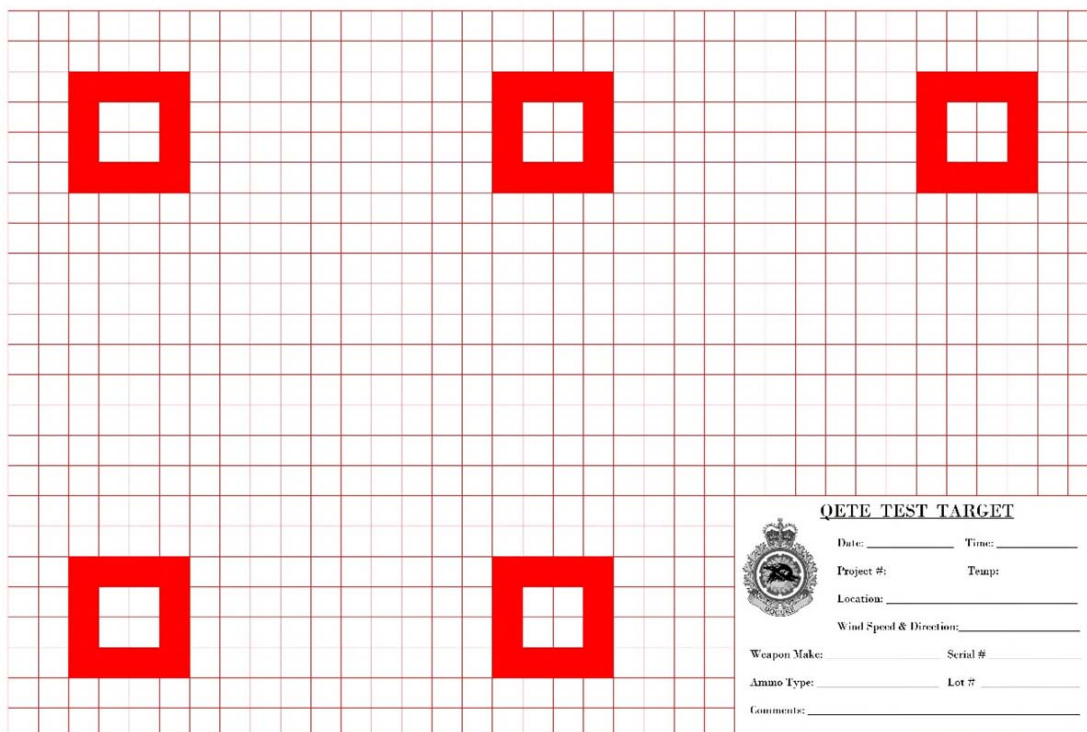 QETE TEST TARGET
Date: Time:
Project #: Temp:
Location:
Wind Speed & Direction:
Weapon Make: Serial #
Ammo Type: Lot #
Comments: